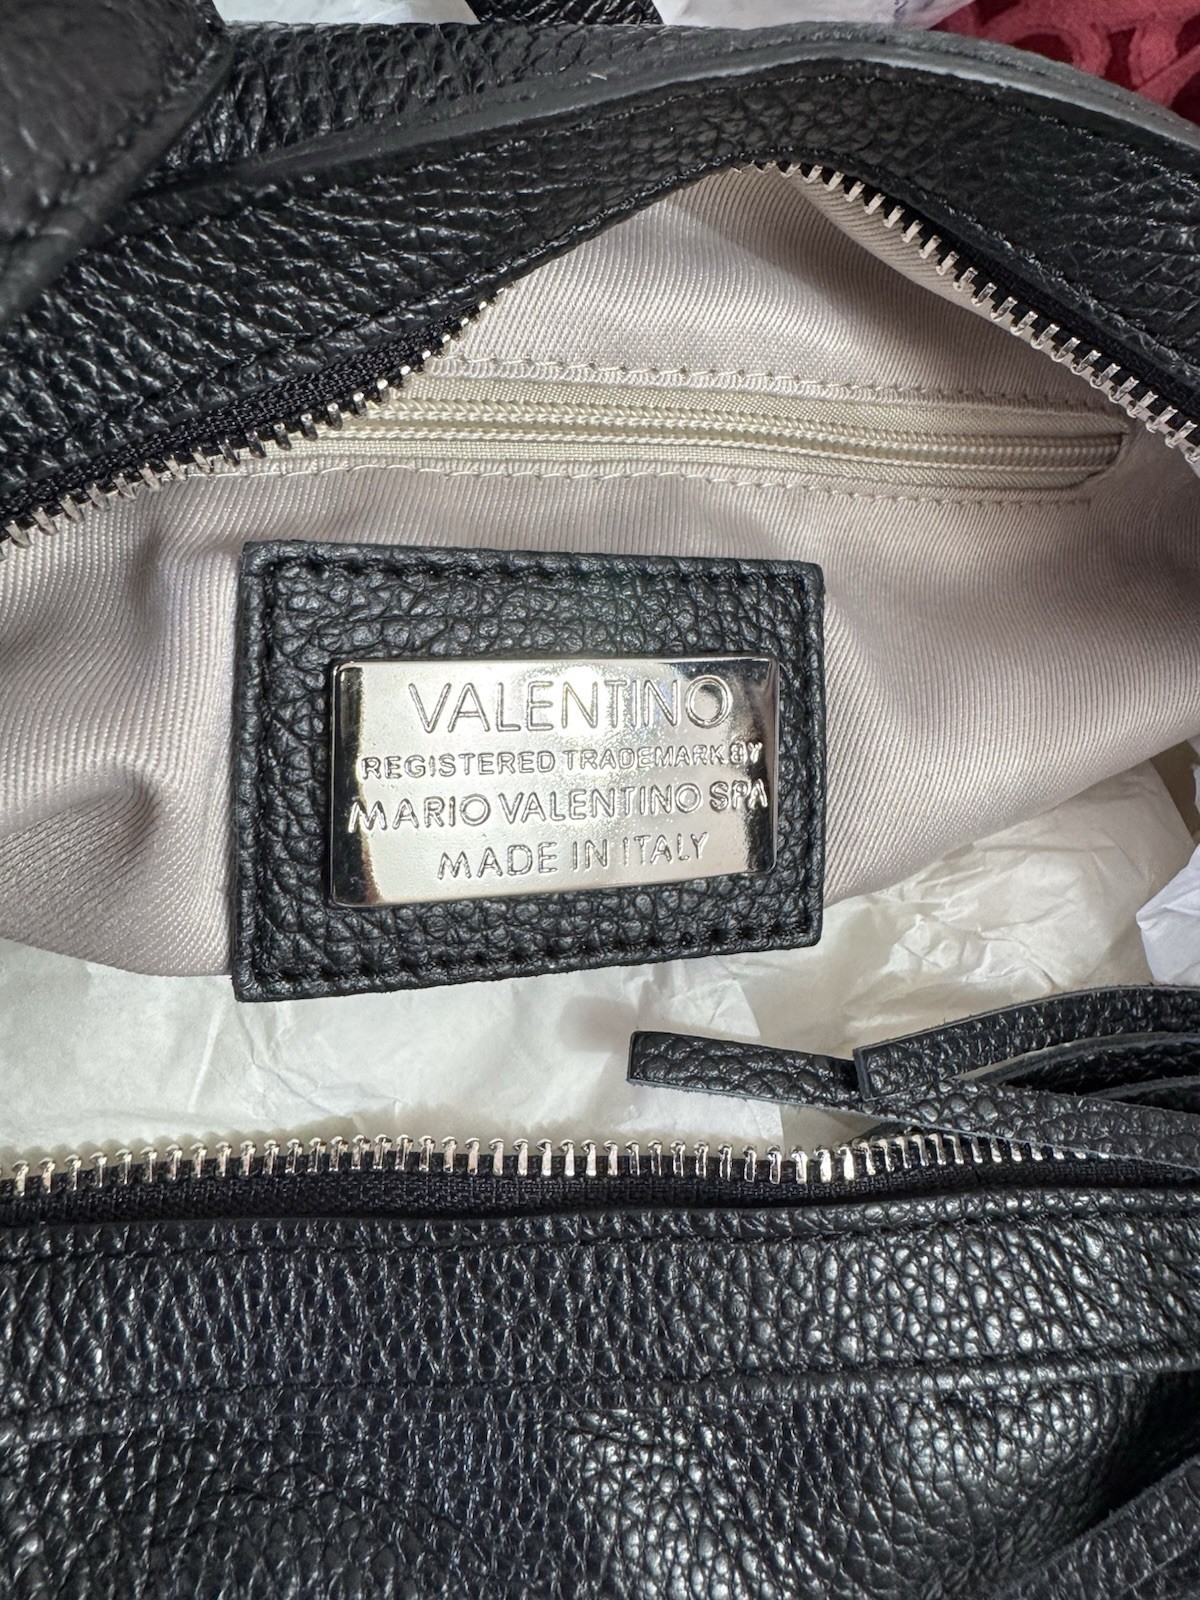 VALENTINO
REGISTERED TRADEMARK BY
MARIO VALENTINO SPA
MADE IN ITALY